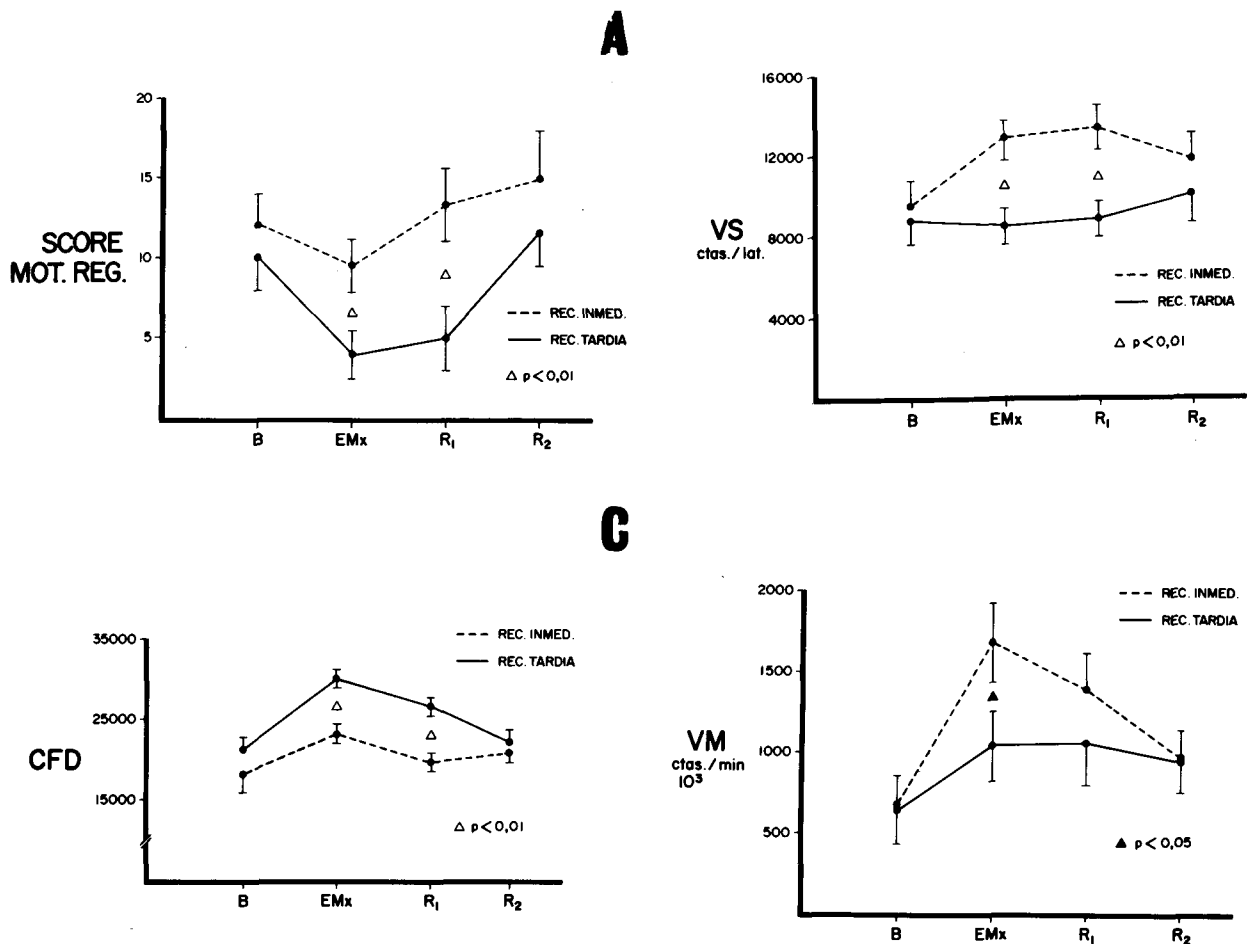 A
20
15
10
5
SCORE
MOT. REG.
REC. INMED.
REC. TARDIA
△ p < 0,01
B EMx R1 R2
16000
12000
8000
4000
VS
ctas./lat.
REC. INMED.
REC. TARDIA
△ p < 0,01
B EMx R1 R2
C
35000
25000
15000
CFD
REC. INMED.
REC. TARDIA
△ p < 0,01
B EMx R1 R2
2000
1500
1000
500
VM
ctas./min
10³
REC. INMED.
REC. TARDIA
▲ p < 0,05
B EMx R1 R2